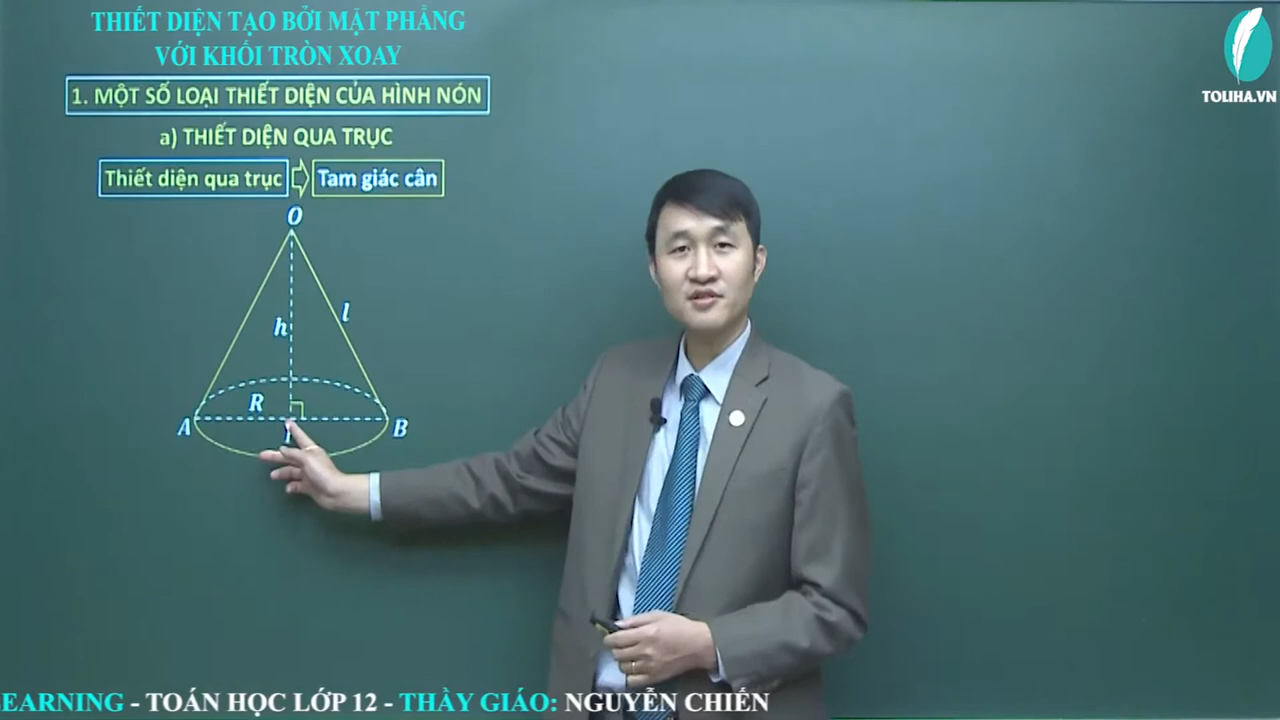 THIẾT DIỆN TẠO BỞI MẶT PHẲNG
VỚI KHỐI TRÒN XOAY
1. MỘT SỐ LOẠI THIẾT DIỆN CỦA HÌNH NÓN
a) THIẾT DIỆN QUA TRỤC
Thiết diện qua trục
Tam giác cân
O
l
h
R
A
B
TOLIHA.VN
EARNING - TOÁN HỌC LỚP 12 - THẦY GIÁO: NGUYỄN CHIẾN